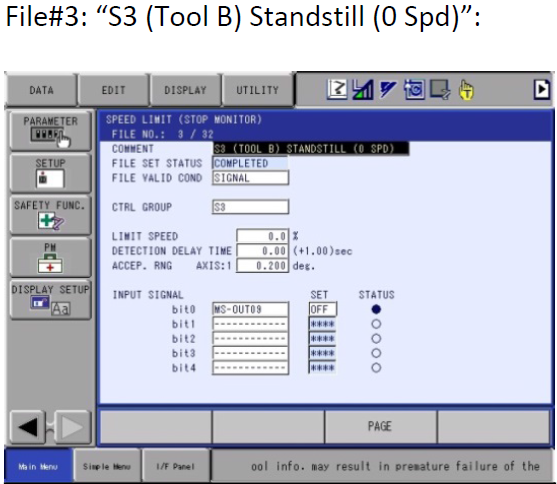 File#3: “S3 (Tool B) Standstill (0 Spd)”:
DATA EDIT DISPLAY UTILITY
PARAMETER
SETUP
SAFETY FUNC.
PM
DISPLAY SETUP
Aa
SPEED LIMIT (STOP MONITOR)
FILE NO.: 3 / 32
COMMENT S3 (TOOL B) STANDSTILL (0 SPD)
FILE SET STATUS COMPLETED
FILE VALID COND SIGNAL
CTRL GROUP S3
LIMIT SPEED 0.0 %
DETECTION DELAY TIME 0.00 (+1.00)sec
ACCEP. RNG AXIS:1 0.200 deg.
INPUT SIGNAL SET STATUS
bit0 MS-OUT09 OFF
bit1 ------------- ****
bit2 ------------- ****
bit3 ------------- ****
bit4 ------------- ****
PAGE
Main Menu Simple Menu I/F Panel ool info. may result in premature failure of the